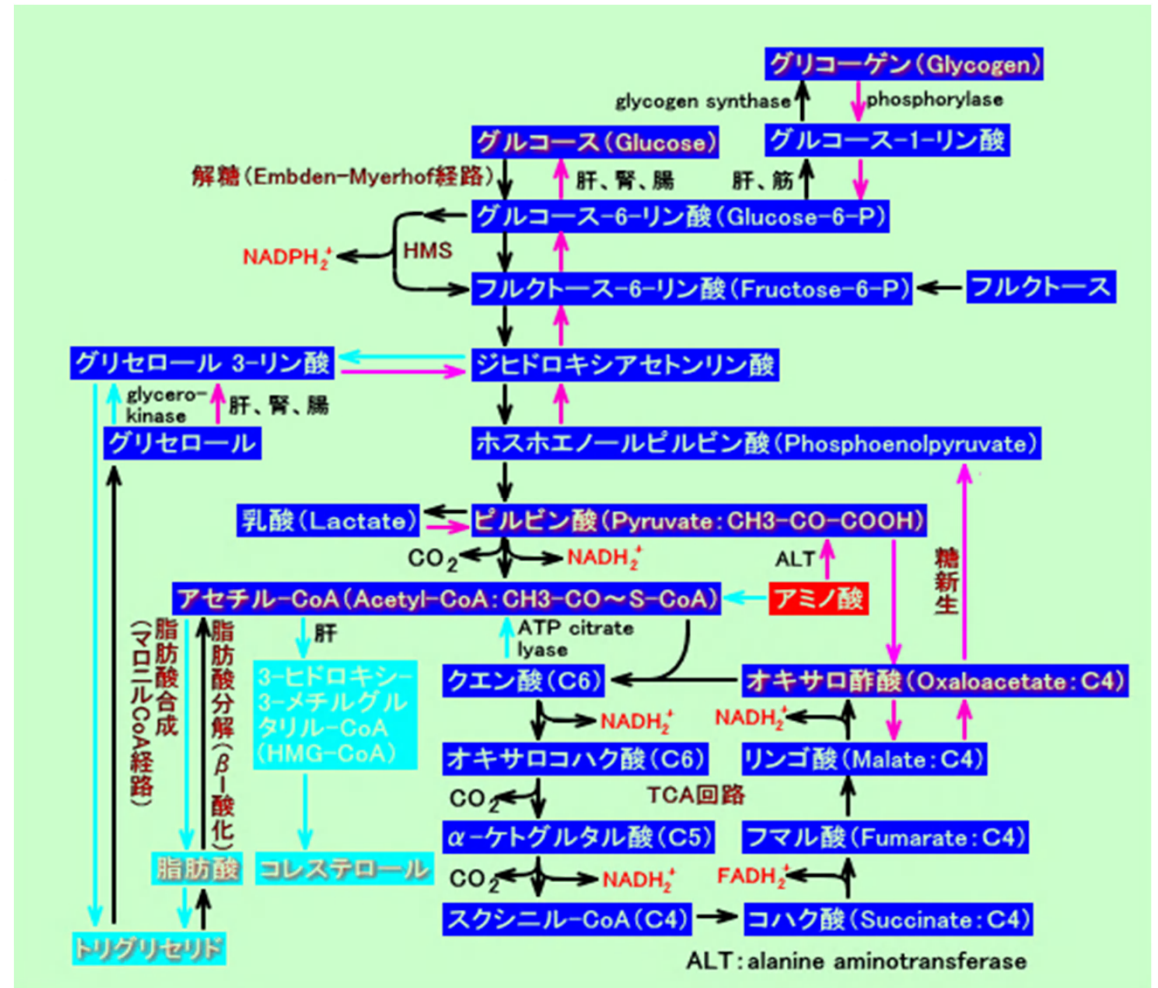 グリコーゲン(Glycogen)
glycogen synthase
phosphorylase
グルコース(Glucose)
グルコース-1-リン酸
解糖(Embden-Myerhof経路)
肝、腎、腸
肝、筋
グルコース-6-リン酸(Glucose-6-P)
NADPH₂⁺
HMS
フルクトース-6-リン酸(Fructose-6-P)
フルクトース
グリセロール 3-リン酸
ジヒドロキシアセトンリン酸
glycero-
kinase
肝、腎、腸
グリセロール
ホスホエノールピルビン酸(Phosphoenolpyruvate)
乳酸(Lactate)
ピルビン酸(Pyruvate:CH3-CO-COOH)
CO₂
NADH₂⁺
ALT
糖新生
アセチル-CoA(Acetyl-CoA:CH3-CO~S-CoA)
アミノ酸
脂肪酸合成
(マロニルCoA経路)
脂肪酸分解(β-酸化)
肝
ATP citrate
lyase
3-ヒドロキシ-
3-メチルグル
タリル-CoA
(HMG-CoA)
クエン酸(C6)
オキサロ酢酸(Oxaloacetate:C4)
NADH₂⁺
NADH₂⁺
オキサロコハク酸(C6)
リンゴ酸(Malate:C4)
CO₂
TCA回路
α-ケトグルタル酸(C5)
フマル酸(Fumarate:C4)
脂肪酸
コレステロール
CO₂
NADH₂⁺
FADH₂⁺
スクシニル-CoA(C4)
コハク酸(Succinate:C4)
トリグリセリド
ALT:alanine aminotransferase